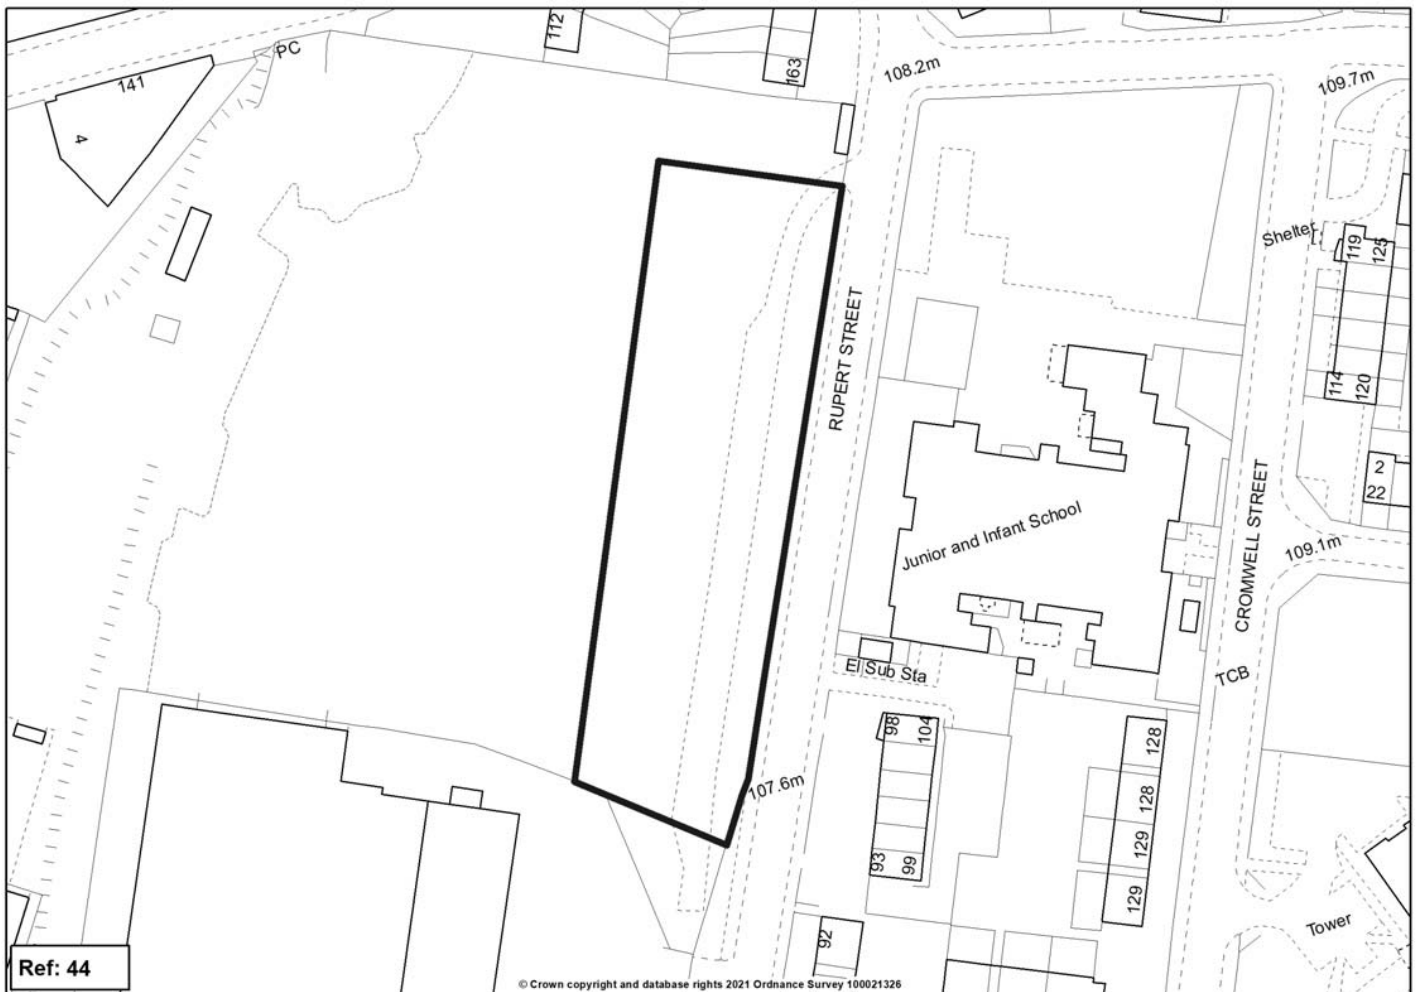 112
PC
163
108.2m
109.7m
141
4
Shelter
119
125
RUPERT STREET
114
120
2
22
CROMWELL STREET
Junior and Infant School
109.1m
El Sub Sta
TCB
98
104
128
107.6m
128
129
93
99
129
92
Tower
Ref: 44
© Crown copyright and database rights 2021 Ordnance Survey 100021326